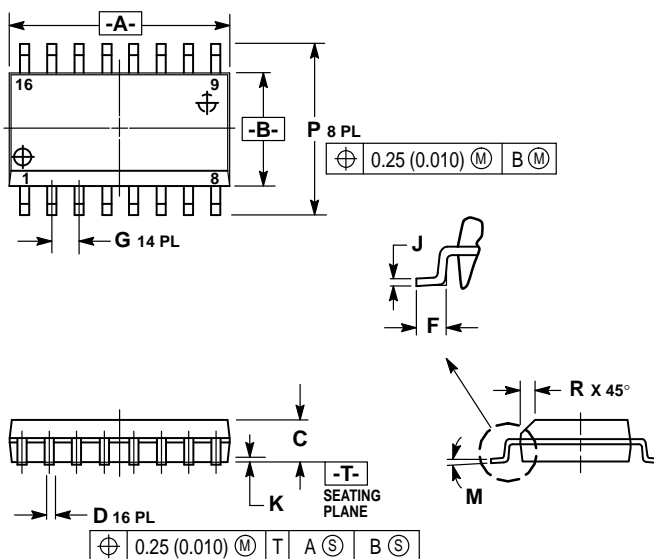 -A-
16 9
-B-
P 8 PL
⌖ 0.25 (0.010) Ⓜ B Ⓜ
1 8
G 14 PL
J
F
R X 45°
C
-T-
SEATING
PLANE
K
M
D 16 PL
⌖ 0.25 (0.010) Ⓜ T A Ⓢ B Ⓢ